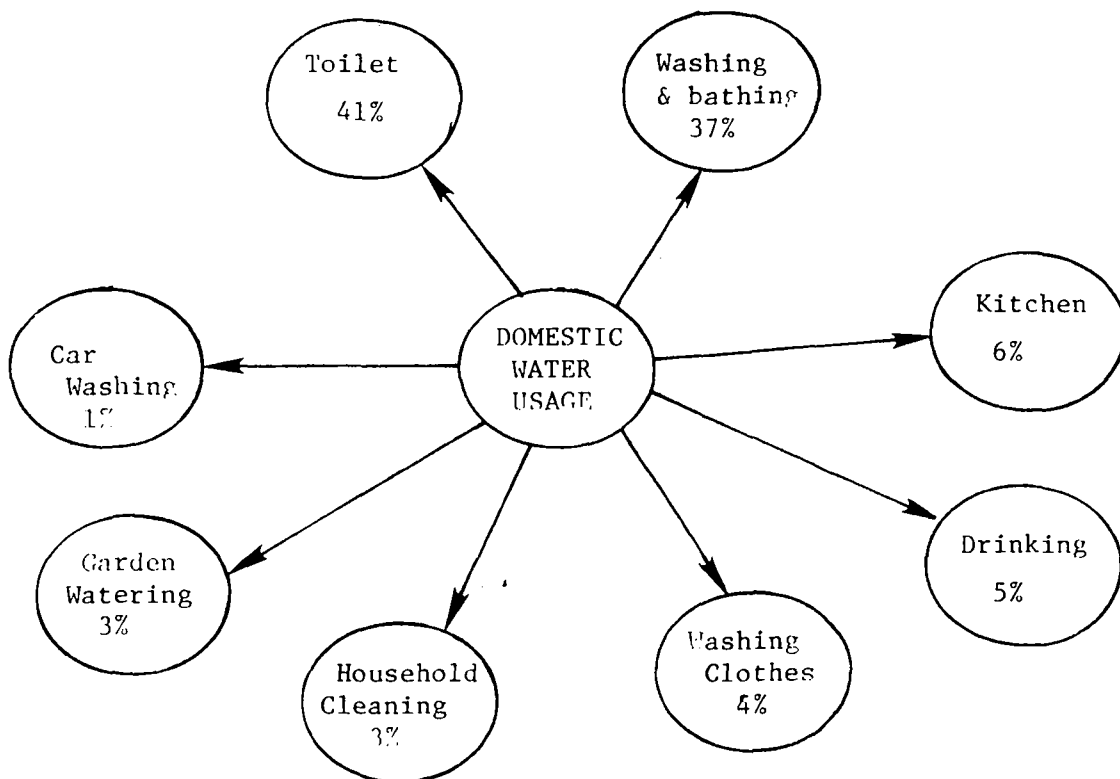 Toilet
41%
Washing
& bathing
37%
Kitchen
6%
DOMESTIC
WATER
USAGE
Car
Washing
1%
Drinking
5%
Garden
Watering
3%
Washing
Clothes
4%
Household
Cleaning
3%